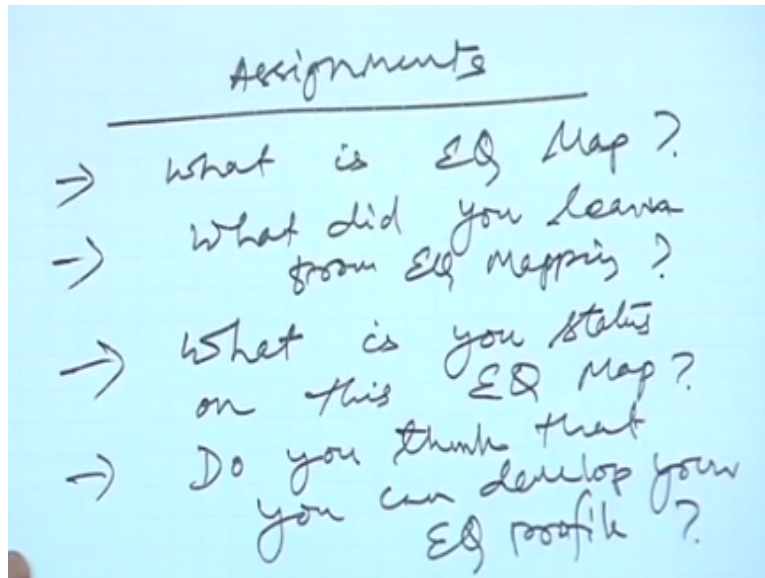 Assignments
→ What is EQ Map?
→ What did you learn
from EQ Mapping?
→ What is you status
on this EQ Map?
→ Do you think that
you can develop your
EQ profile?